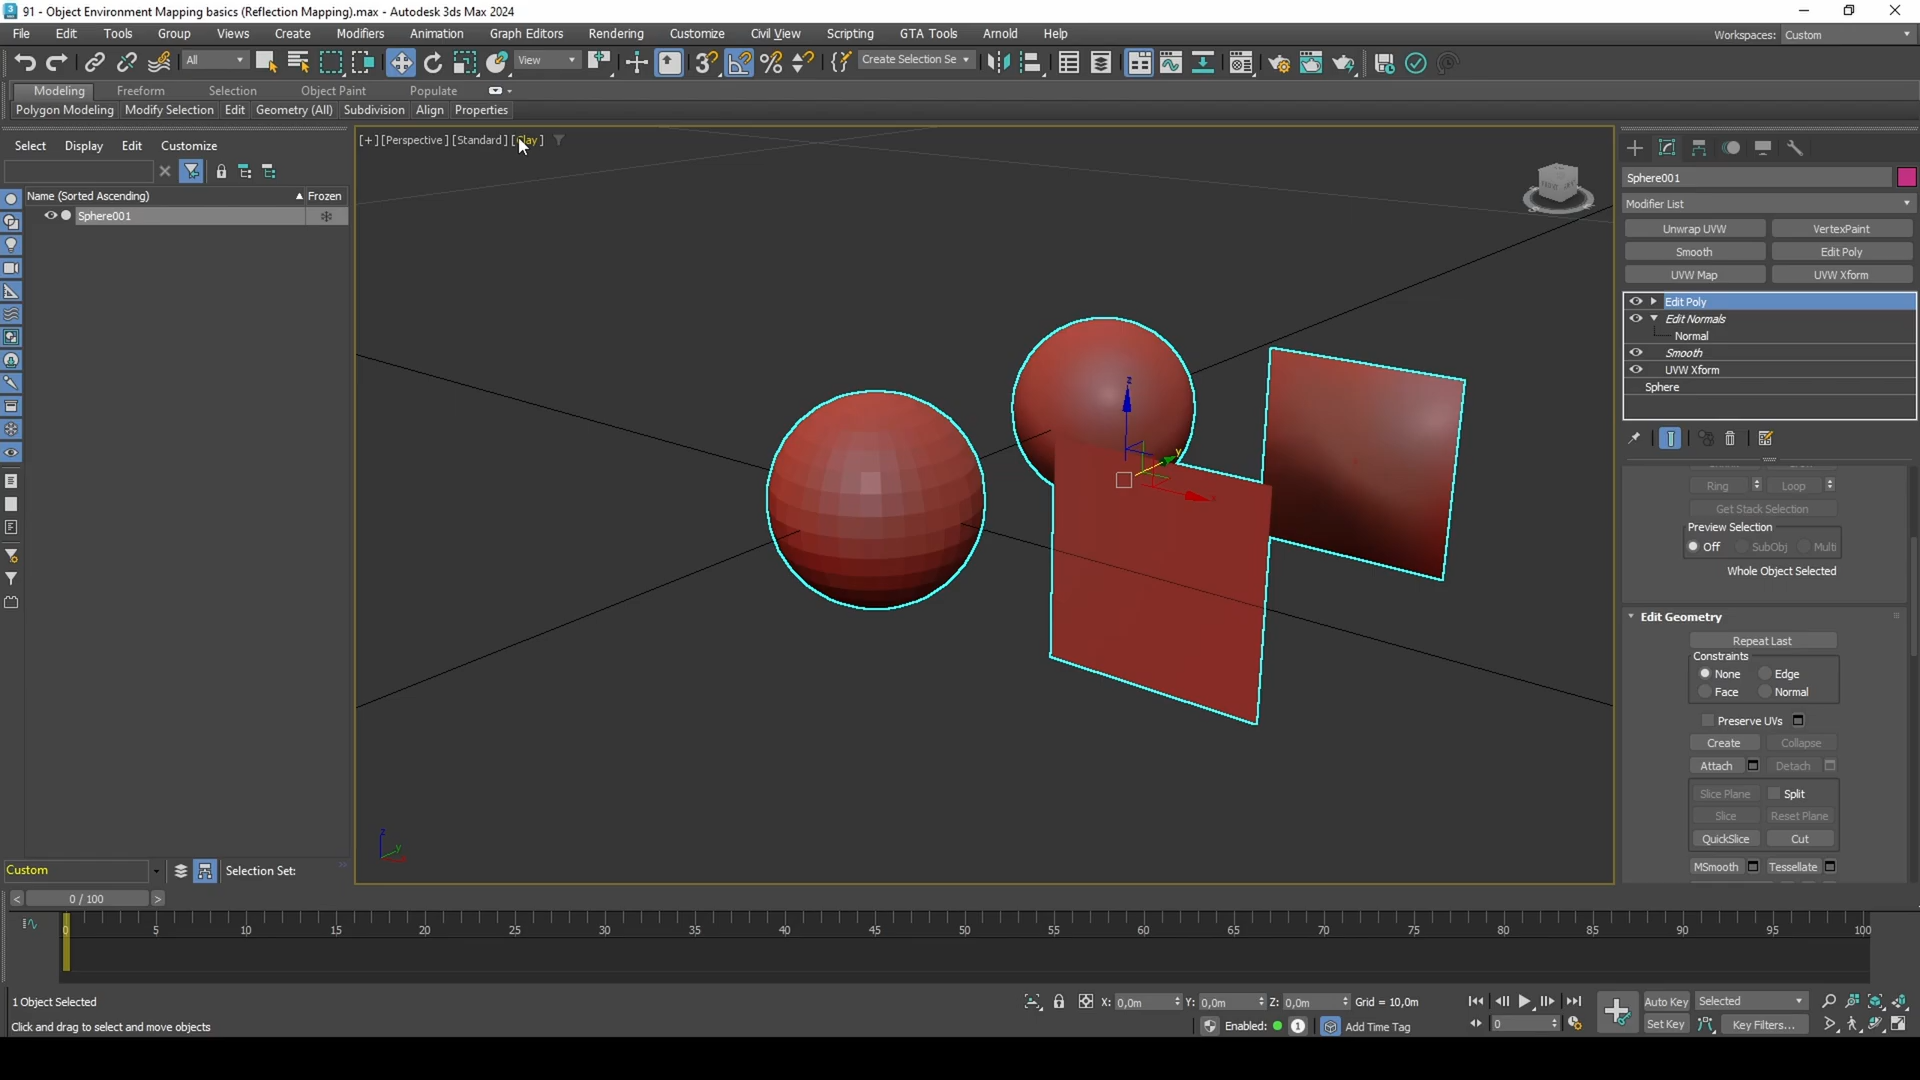 91 - Object Environment Mapping basics (Reflection Mapping).max - Autodesk 3ds Max 2024
File Edit Tools Group Views Create Modifiers Animation Graph Editors Rendering Customize Civil View Scripting GTA Tools Arnold Help
Workspaces: Custom
All View Create Selection Se
Modeling Freeform Selection Object Paint Populate
Polygon Modeling Modify Selection Edit Geometry (All) Subdivision Align Properties
Select Display Edit Customize
[+] [Perspective] [Standard] [Clay]
Name (Sorted Ascending) Frozen
Sphere001
Sphere001
Modifier List
Unwrap UVW VertexPaint
Smooth Edit Poly
UVW Map UVW Xform
Edit Poly
Edit Normals
Normal
Smooth
UVW Xform
Sphere
Ring Loop
Get Stack Selection
Preview Selection
Off SubObj Multi
Whole Object Selected
Edit Geometry
Repeat Last
Constraints
None Edge
Face Normal
Preserve UVs
Create Collapse
Attach Detach
Slice Plane Split
Slice Reset Plane
QuickSlice Cut
MSmooth Tessellate
z
y
x
z
y
Custom Selection Set:
< 0 / 100 >
0 5 10 15 20 25 30 35 40 45 50 55 60 65 70 75 80 85 90 95 100
1 Object Selected
X: 0,0m Y: 0,0m Z: 0,0m Grid = 10,0m
Auto Key Selected
Click and drag to select and move objects
Enabled: 1 Add Time Tag
0
Set Key Key Filters...